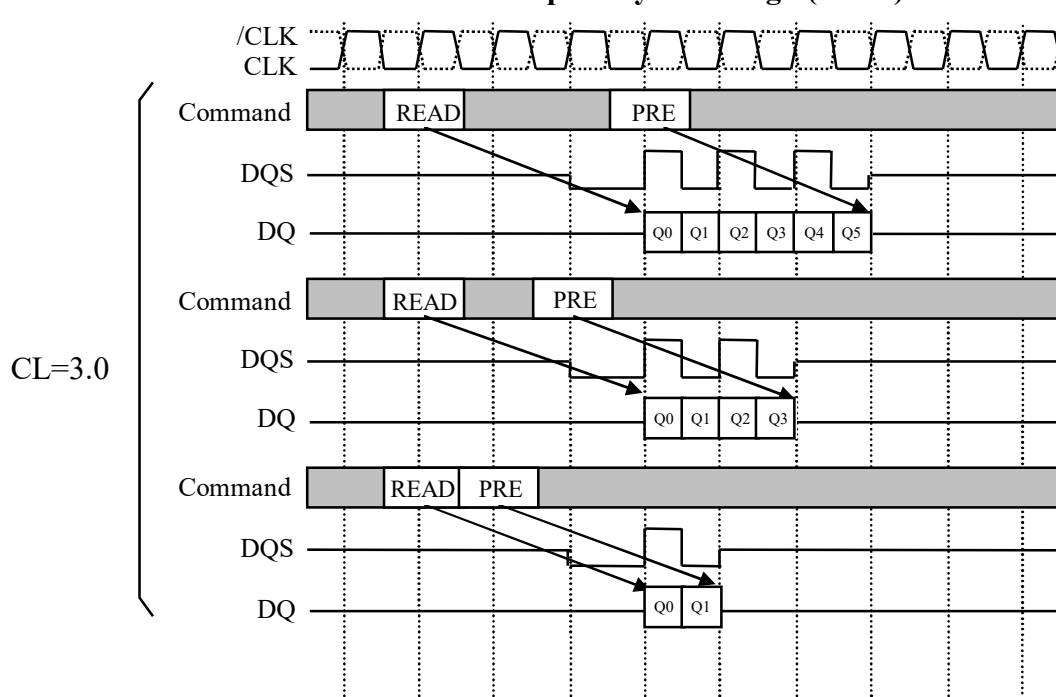 /CLK
CLK
Command READ PRE
DQS
DQ Q0 Q1 Q2 Q3 Q4 Q5
Command READ PRE
CL=3.0
DQS
DQ Q0 Q1 Q2 Q3
Command READ PRE
DQS
DQ Q0 Q1